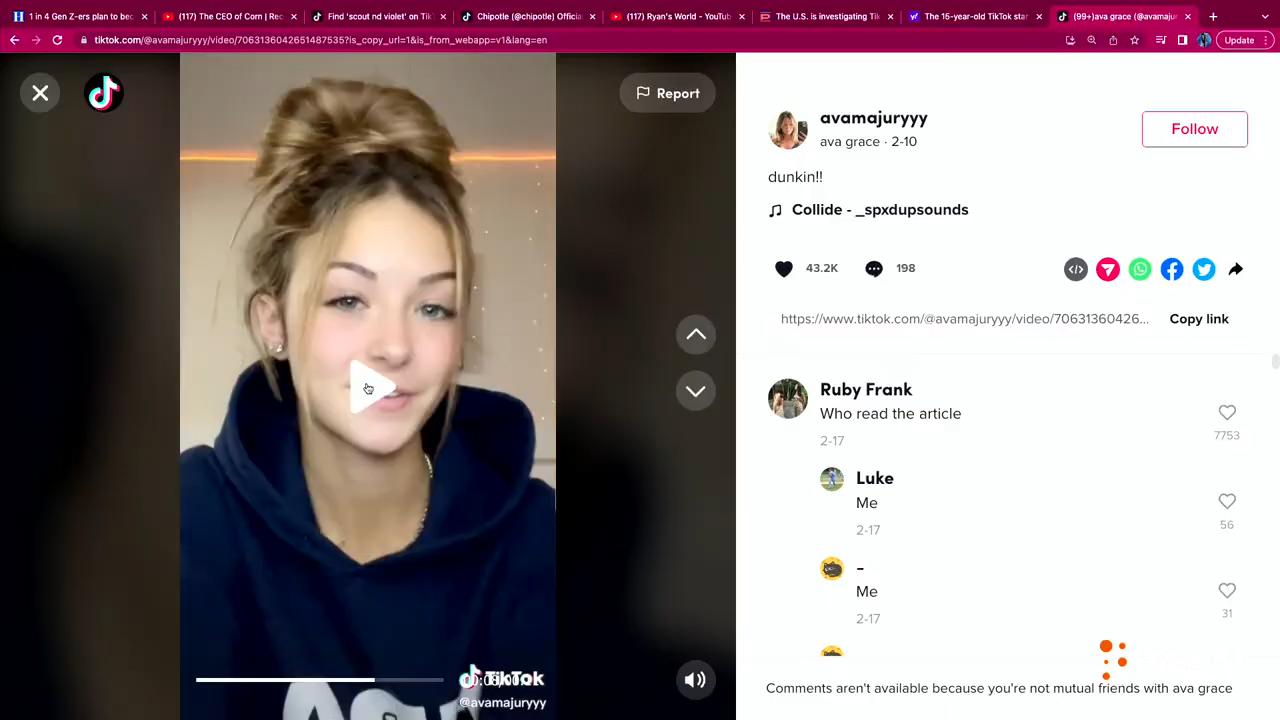 1 in 4 Gen Z-ers plan to bec
(117) The CEO of Corn | Rec
Find 'scout nd violet' on Tik
Chipotle (@chipotle) Officia
(117) Ryan's World - YouTub
The U.S. is investigating Tik
The 15-year-old TikTok star
(99+)ava grace (@avamajur
tiktok.com/@avamajuryyy/video/7063136042651487535?is_copy_url=1&is_from_webapp=v1&lang=en
Update
Report
avamajuryyy
ava grace · 2-10
Follow
dunkin!!
Collide - _spxdupsounds
43.2K
198
https://www.tiktok.com/@avamajuryyy/video/70631360426...
Copy link
Ruby Frank
Who read the article
2-17
7753
Luke
Me
2-17
56
-
Me
2-17
31
TikTok
@avamajuryyy
Comments aren't available because you're not mutual friends with ava grace